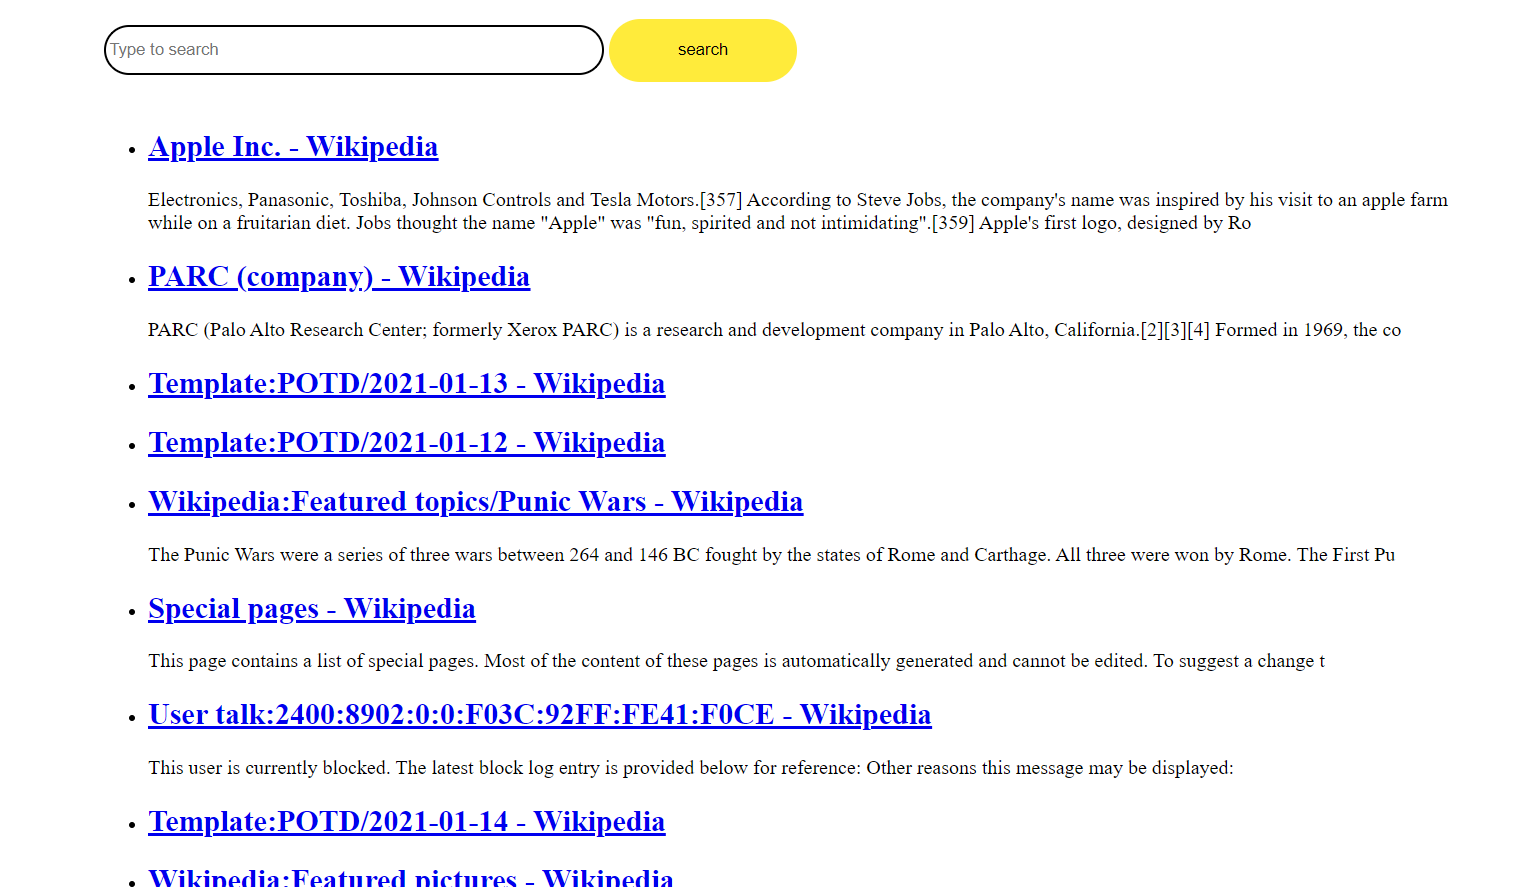 Type to search
search
Apple Inc. - Wikipedia
Electronics, Panasonic, Toshiba, Johnson Controls and Tesla Motors.[357] According to Steve Jobs, the company's name was inspired by his visit to an apple farm
while on a fruitarian diet. Jobs thought the name "Apple" was "fun, spirited and not intimidating".[359] Apple's first logo, designed by Ro
PARC (company) - Wikipedia
PARC (Palo Alto Research Center; formerly Xerox PARC) is a research and development company in Palo Alto, California.[2][3][4] Formed in 1969, the co
Template:POTD/2021-01-13 - Wikipedia
Template:POTD/2021-01-12 - Wikipedia
Wikipedia:Featured topics/Punic Wars - Wikipedia
The Punic Wars were a series of three wars between 264 and 146 BC fought by the states of Rome and Carthage. All three were won by Rome. The First Pu
Special pages - Wikipedia
This page contains a list of special pages. Most of the content of these pages is automatically generated and cannot be edited. To suggest a change t
User talk:2400:8902:0:0:F03C:92FF:FE41:F0CE - Wikipedia
This user is currently blocked. The latest block log entry is provided below for reference: Other reasons this message may be displayed:
Template:POTD/2021-01-14 - Wikipedia
Wikipedia:Featured pictures - Wikipedia